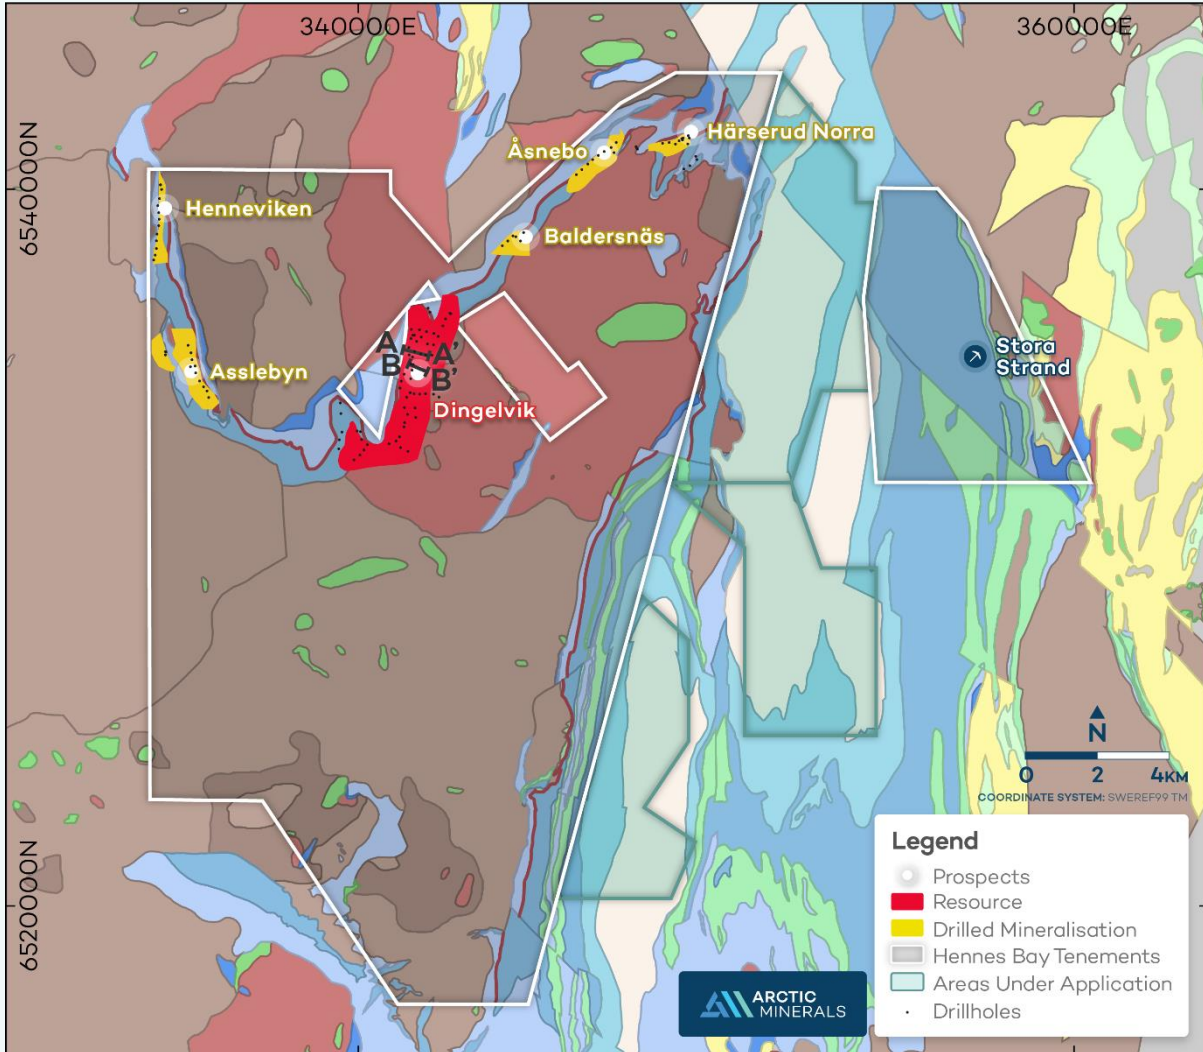 340000E
360000E
6540000N
6520000N
Härserud Norra
Åsnebo
Henneviken
Baldersnäs
A
A'
B
B'
Stora
Strand
Asslebyn
Dingelvik
N
0 2 4KM
COORDINATE SYSTEM: SWEREF99 TM
Legend
Prospects
Resource
Drilled Mineralisation
Hennes Bay Tenements
Areas Under Application
Drillholes
ARCTIC
MINERALS